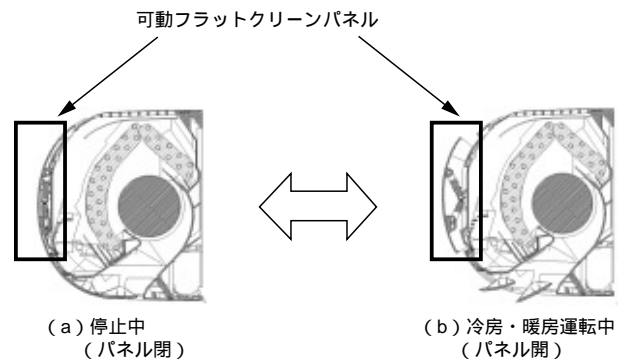 可動フラットクリーンパネル
（a）停止中
（パネル閉）
（b）冷房・暖房運転中
（パネル開）